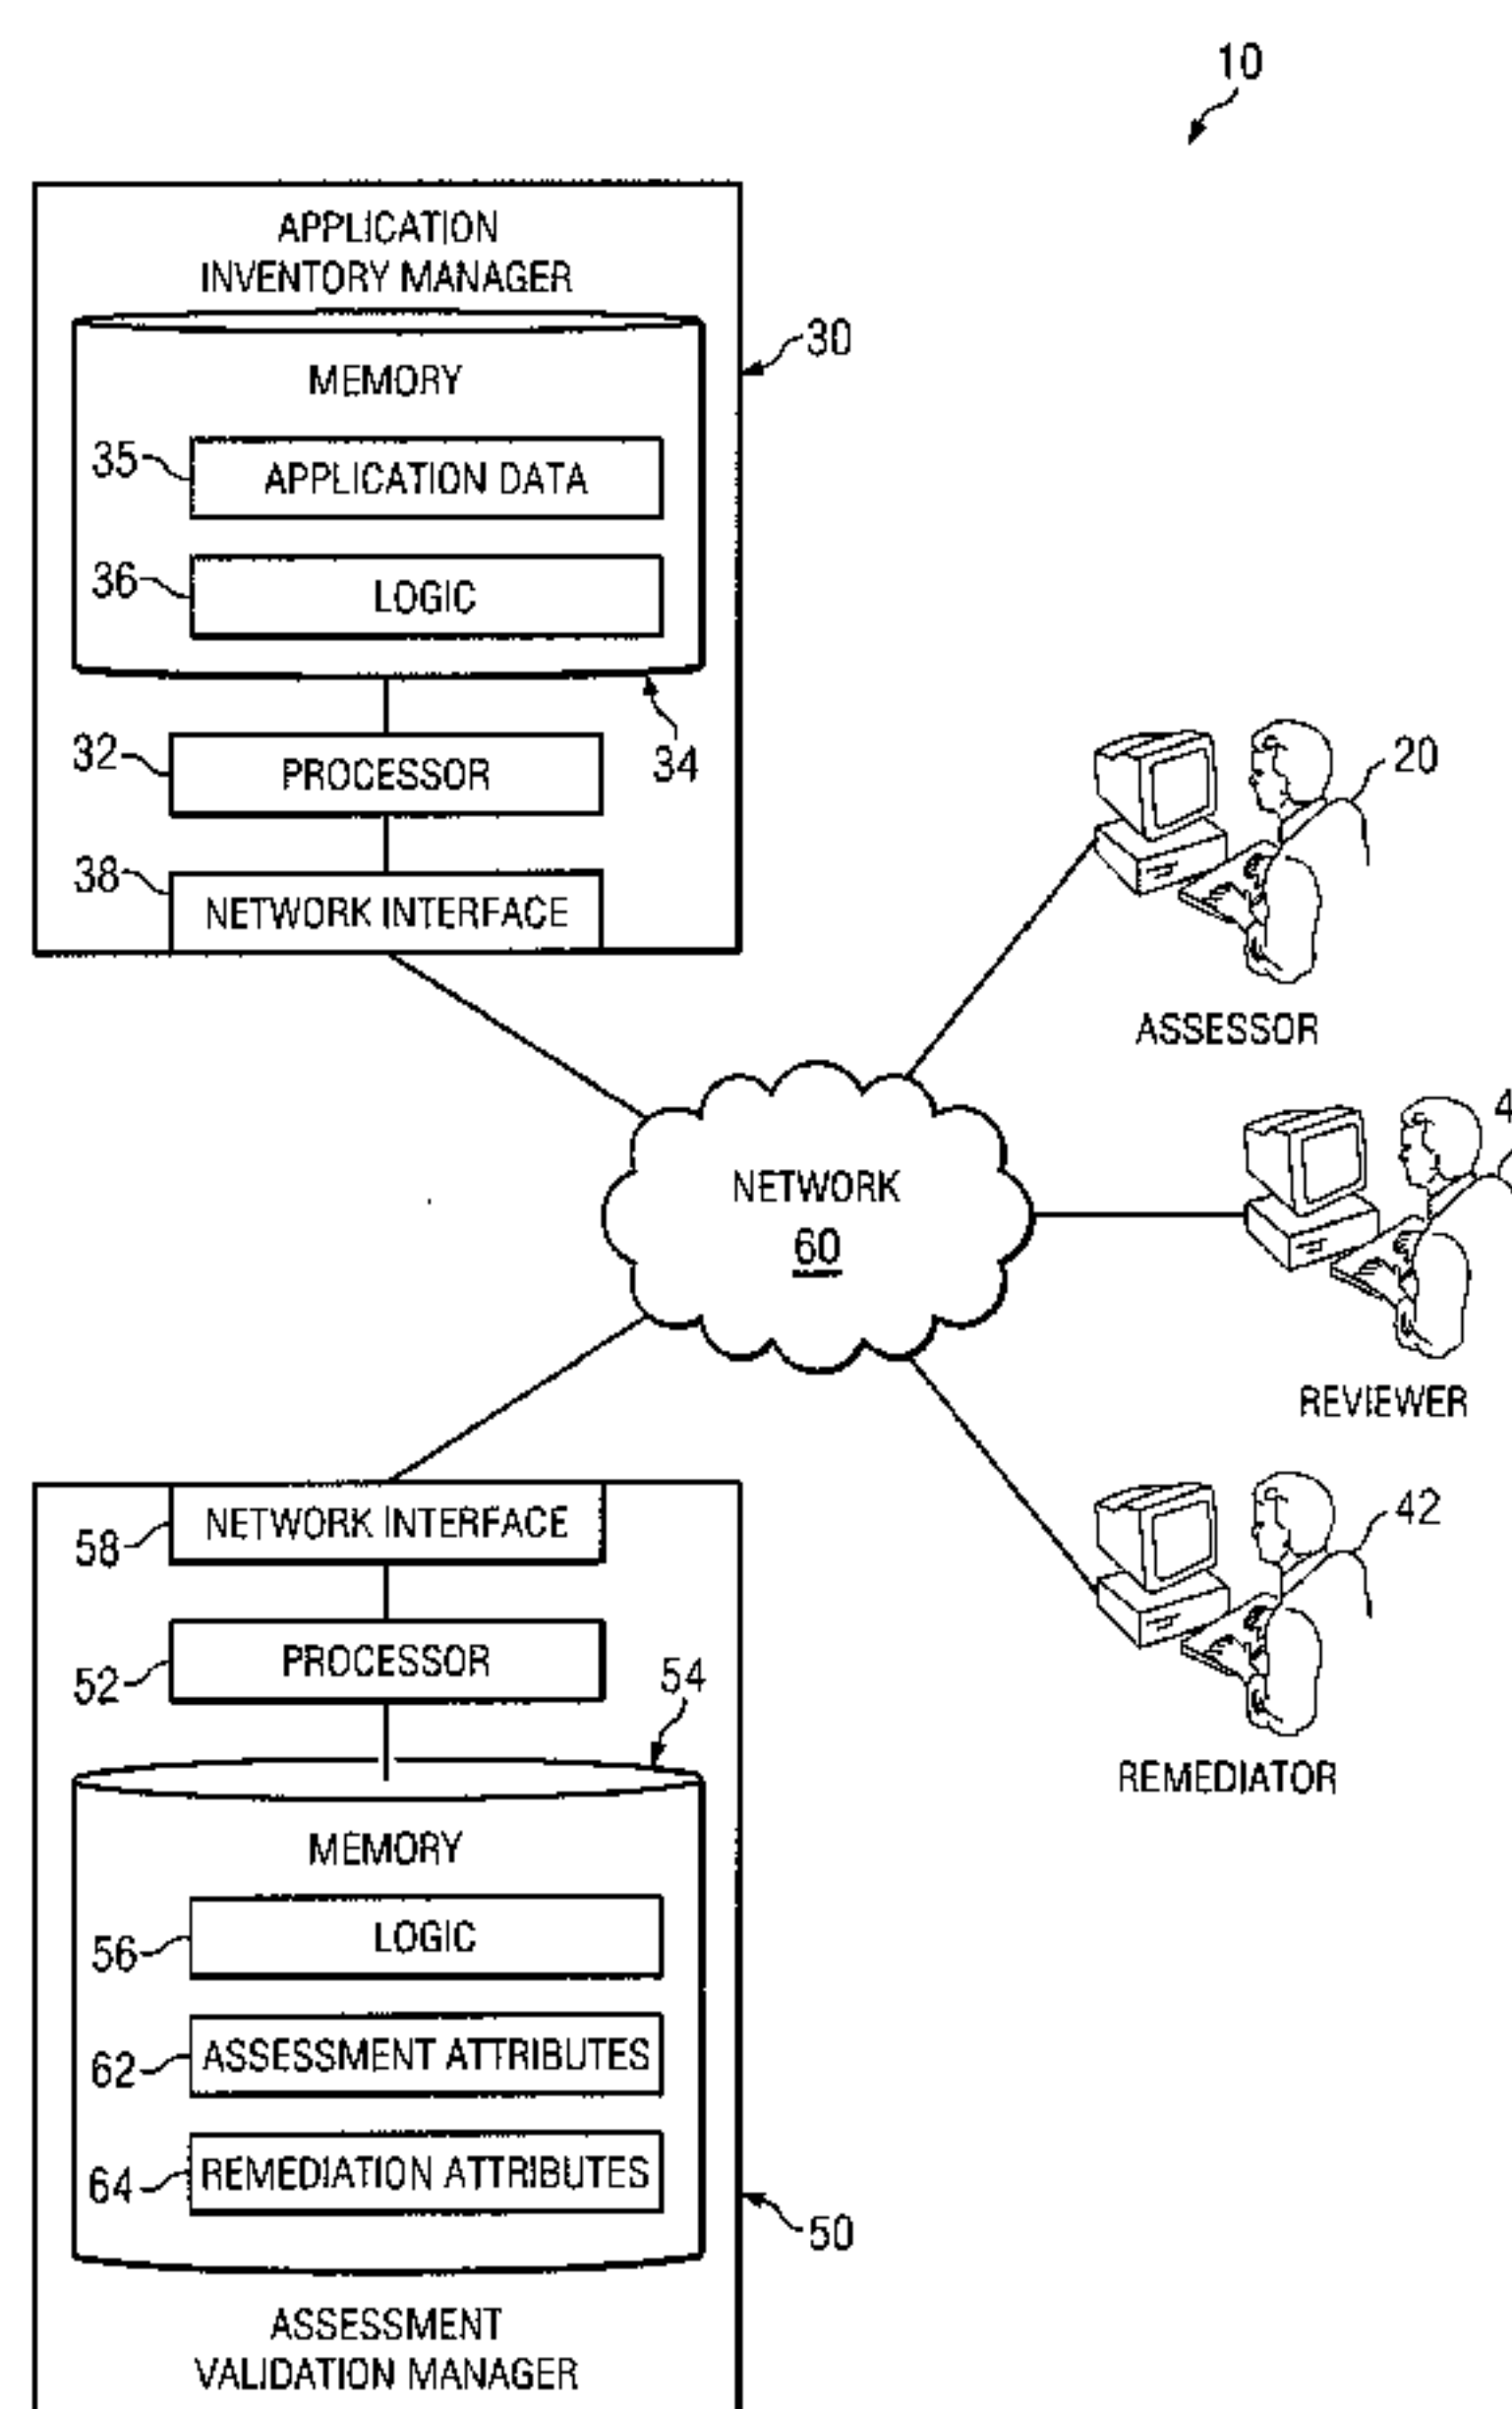 10
APPLICATION
INVENTORY MANAGER
30
MEMORY
35
APPLICATION DATA
36
LOGIC
34
32
PROCESSOR
38
NETWORK INTERFACE
20
ASSESSOR
NETWORK
60
REVIEWER
58
NETWORK INTERFACE
42
52
PROCESSOR
54
REMEDIATOR
MEMORY
56
LOGIC
62
ASSESSMENT ATTRIBUTES
64
REMEDIATION ATTRIBUTES
50
ASSESSMENT
VALIDATION MANAGER